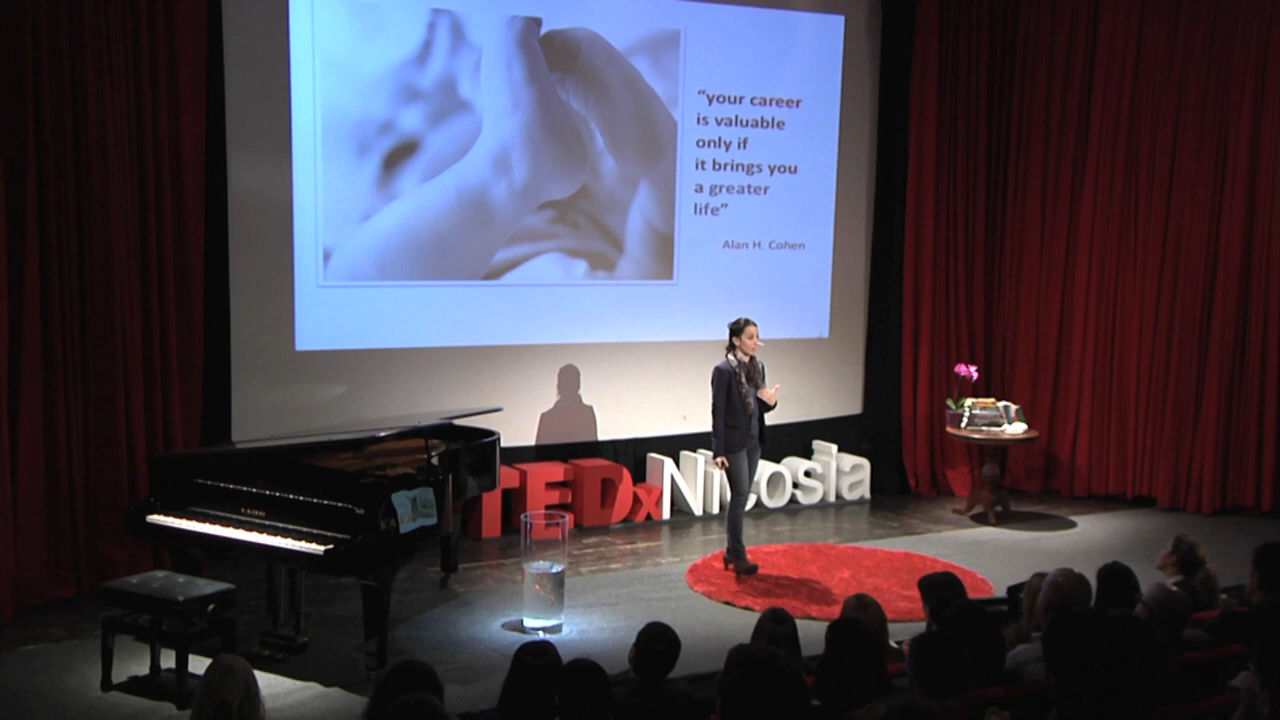 “your career
is valuable
only if
it brings you
a greater
life”
Alan H. Cohen
TEDxNicosia